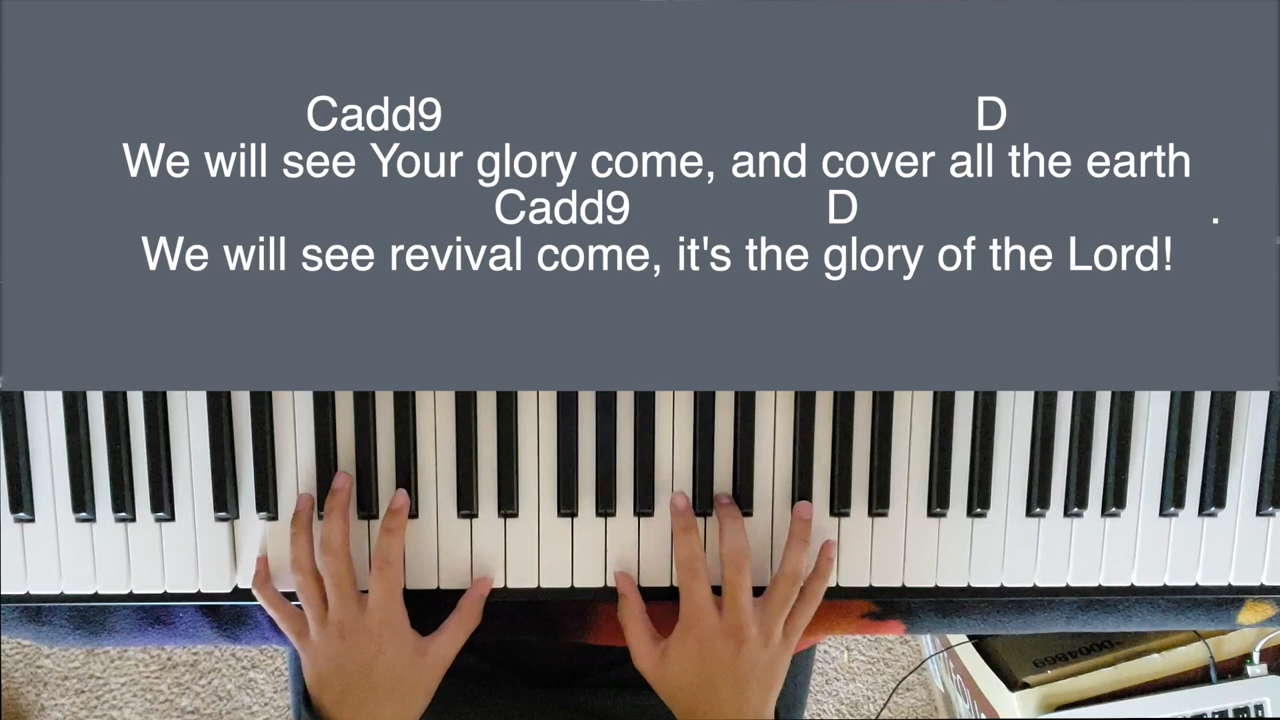 Cadd9 D
We will see Your glory come, and cover all the earth
Cadd9 D .
We will see revival come, it's the glory of the Lord!
0004869